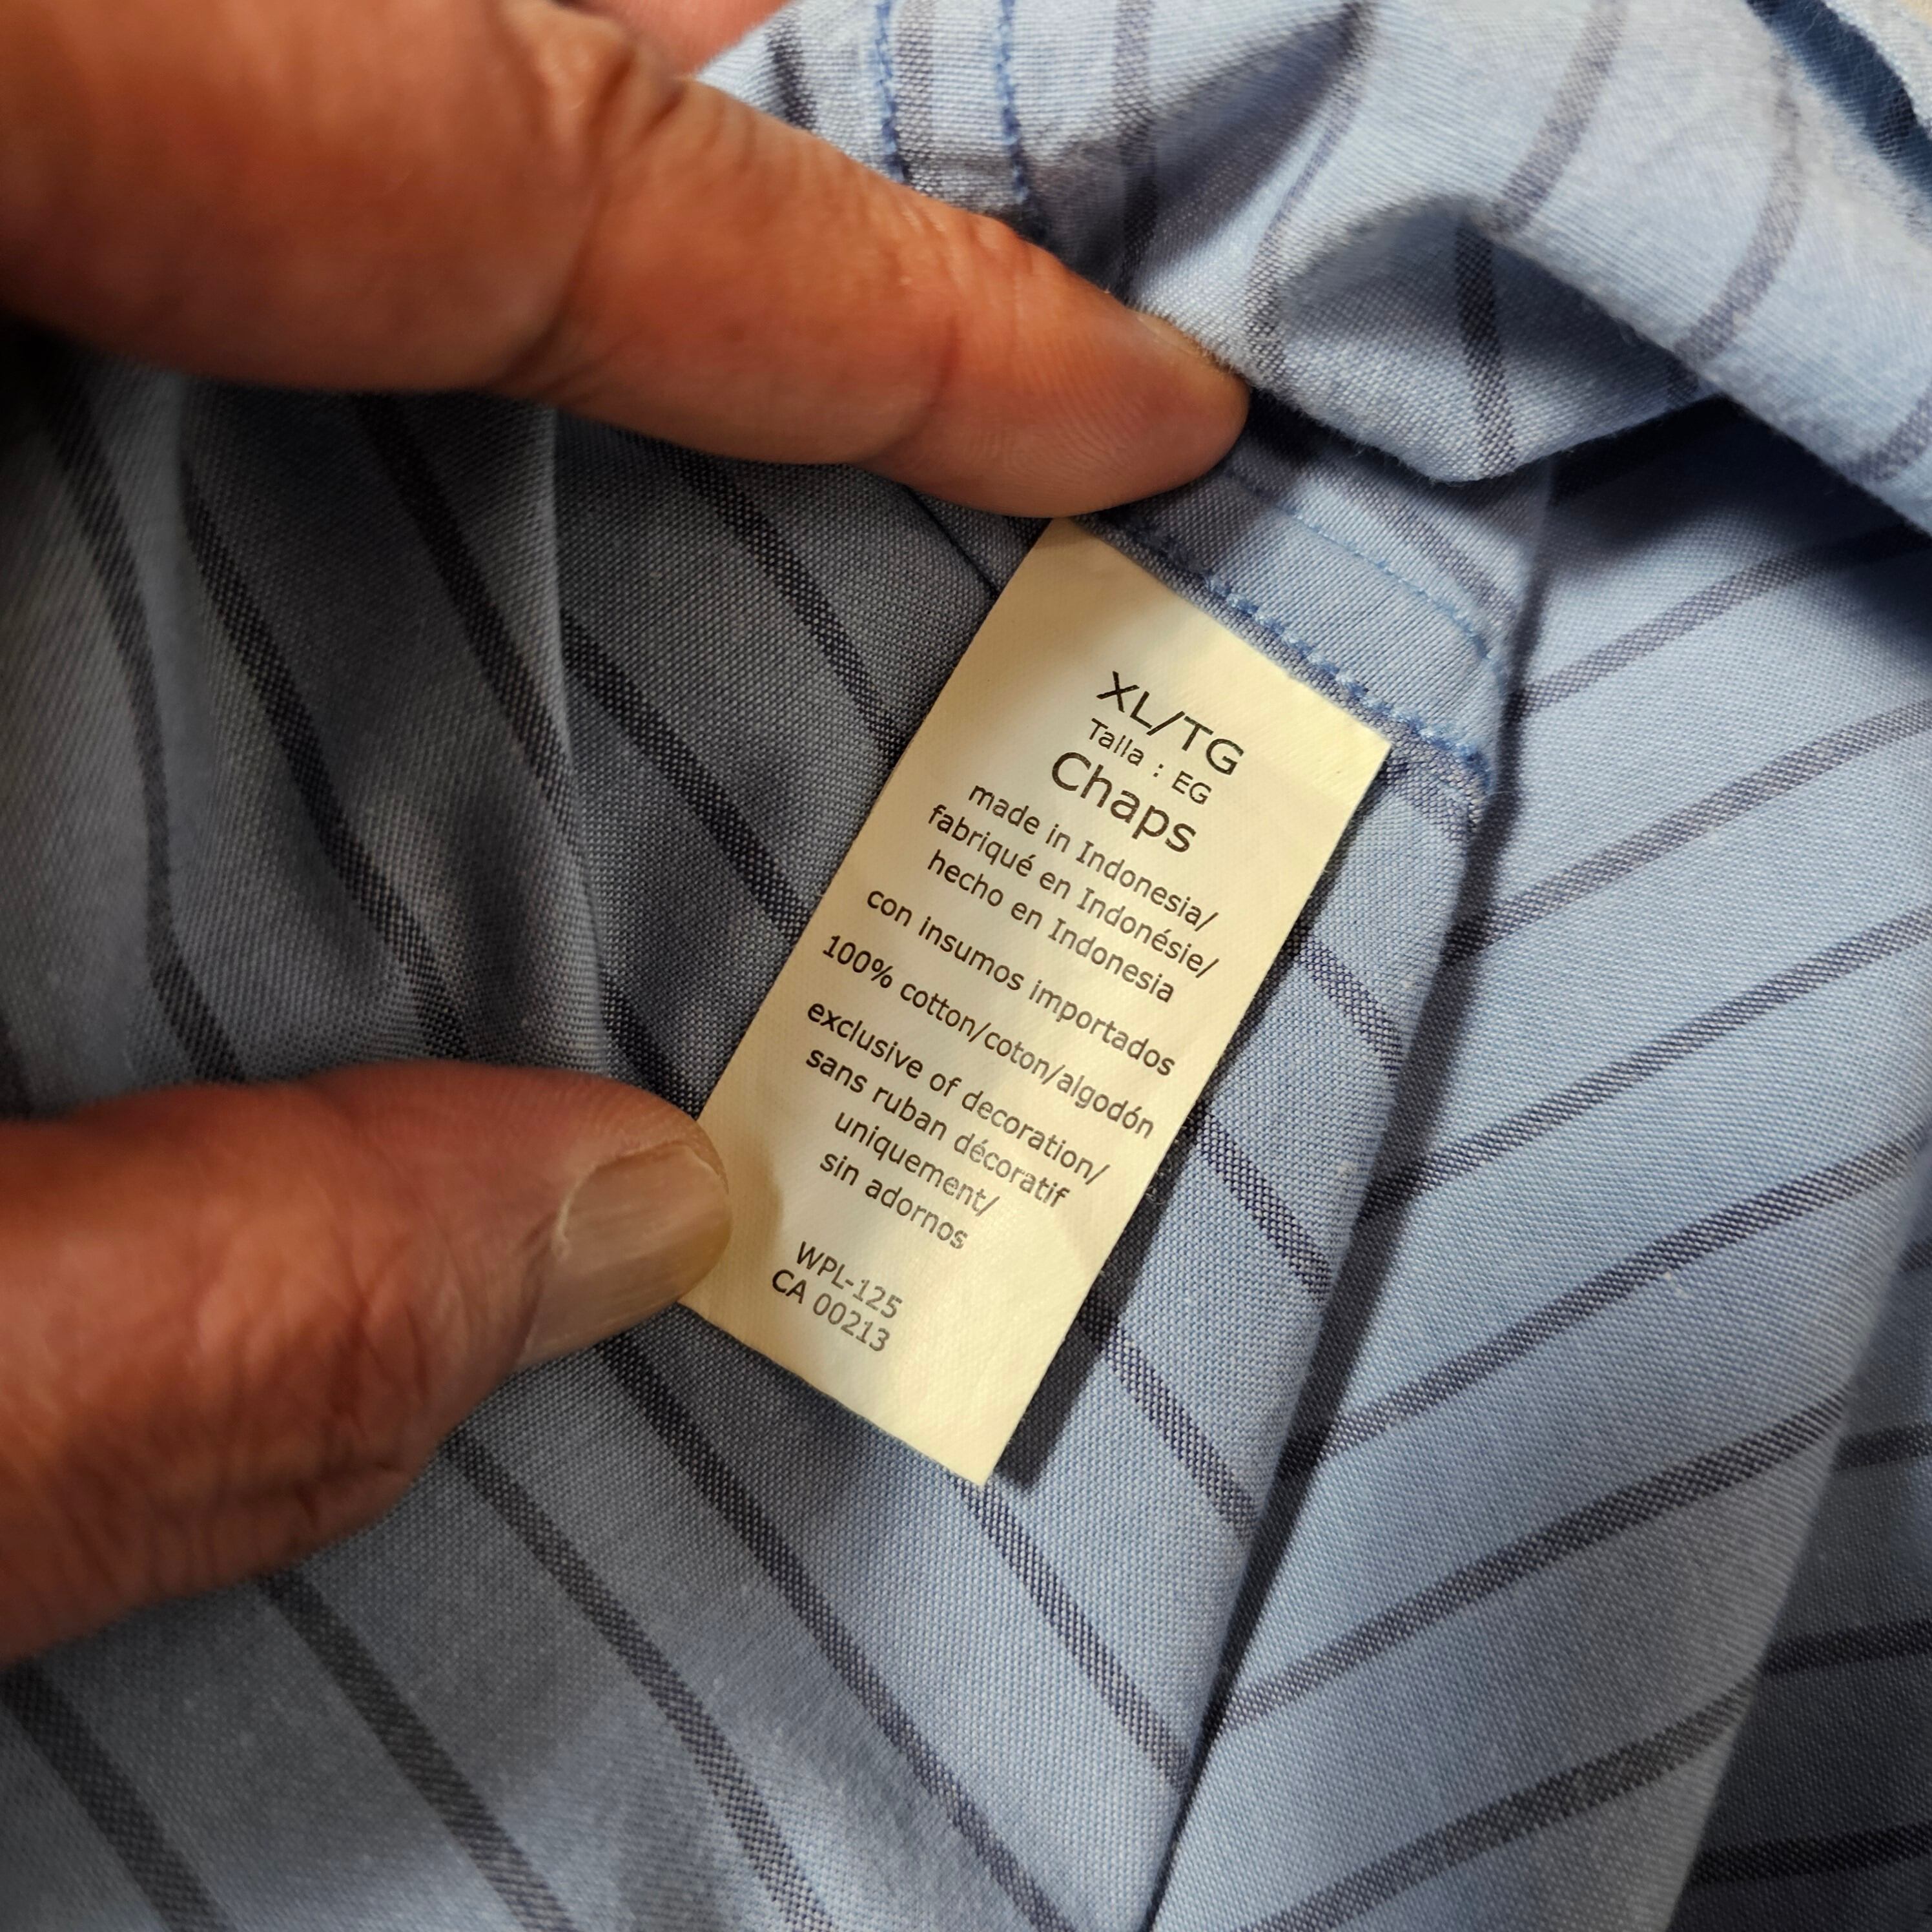 XL/TG
Talla : EG
Chaps
made in Indonesia/
fabriqué en Indonésie/
hecho en Indonesia
con insumos importados
100% cotton/coton/algodón
exclusive of decoration/
sans ruban décoratif
uniquement/
sin adornos
WPL-125
CA 00213